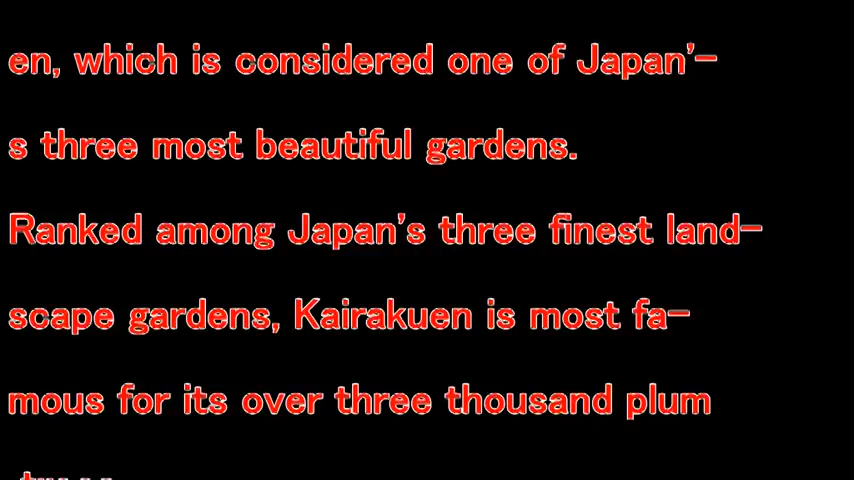 en, which is considered one of Japan'-
s three most beautiful gardens.
Ranked among Japan's three finest land-
scape gardens, Kairakuen is most fa-
mous for its over three thousand plum